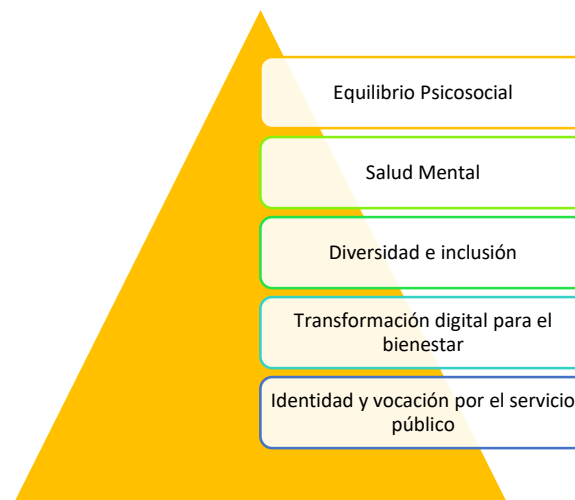 Equilibrio Psicosocial
Salud Mental
Diversidad e inclusión
Transformación digital para el
bienestar
Identidad y vocación por el servicio
público